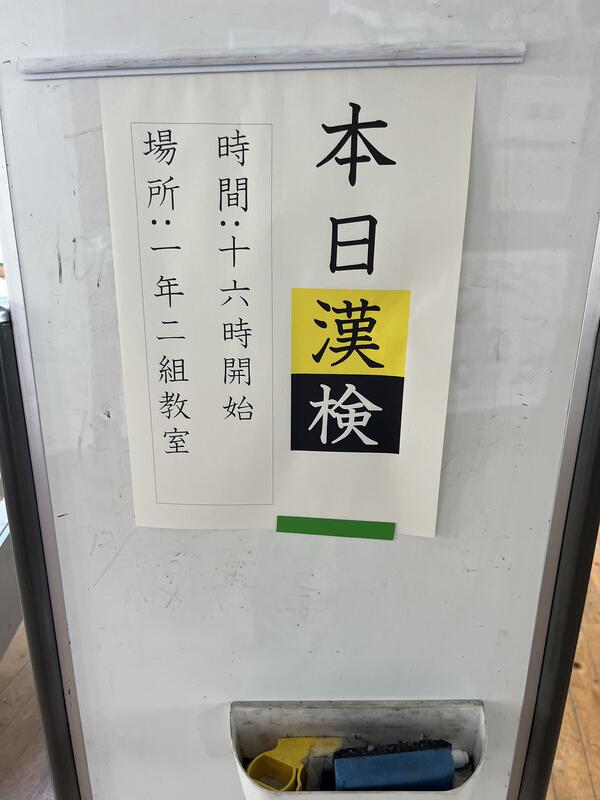 本日漢検
時間:十六時開始
場所:一年二組教室